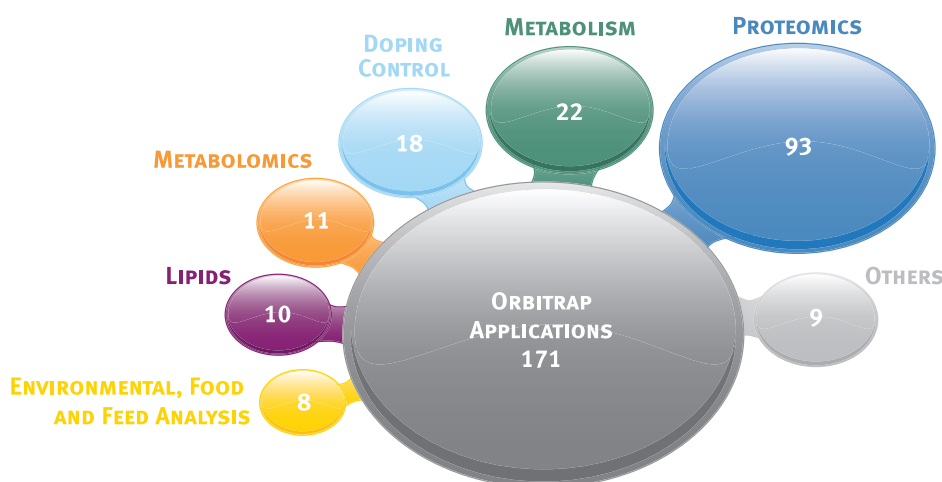 PROTEOMICS
93
METABOLISM
22
DOPING
CONTROL
18
METABOLOMICS
11
LIPIDS
10
ENVIRONMENTAL, FOOD
AND FEED ANALYSIS
8
ORBITRAP
APPLICATIONS
171
OTHERS
9